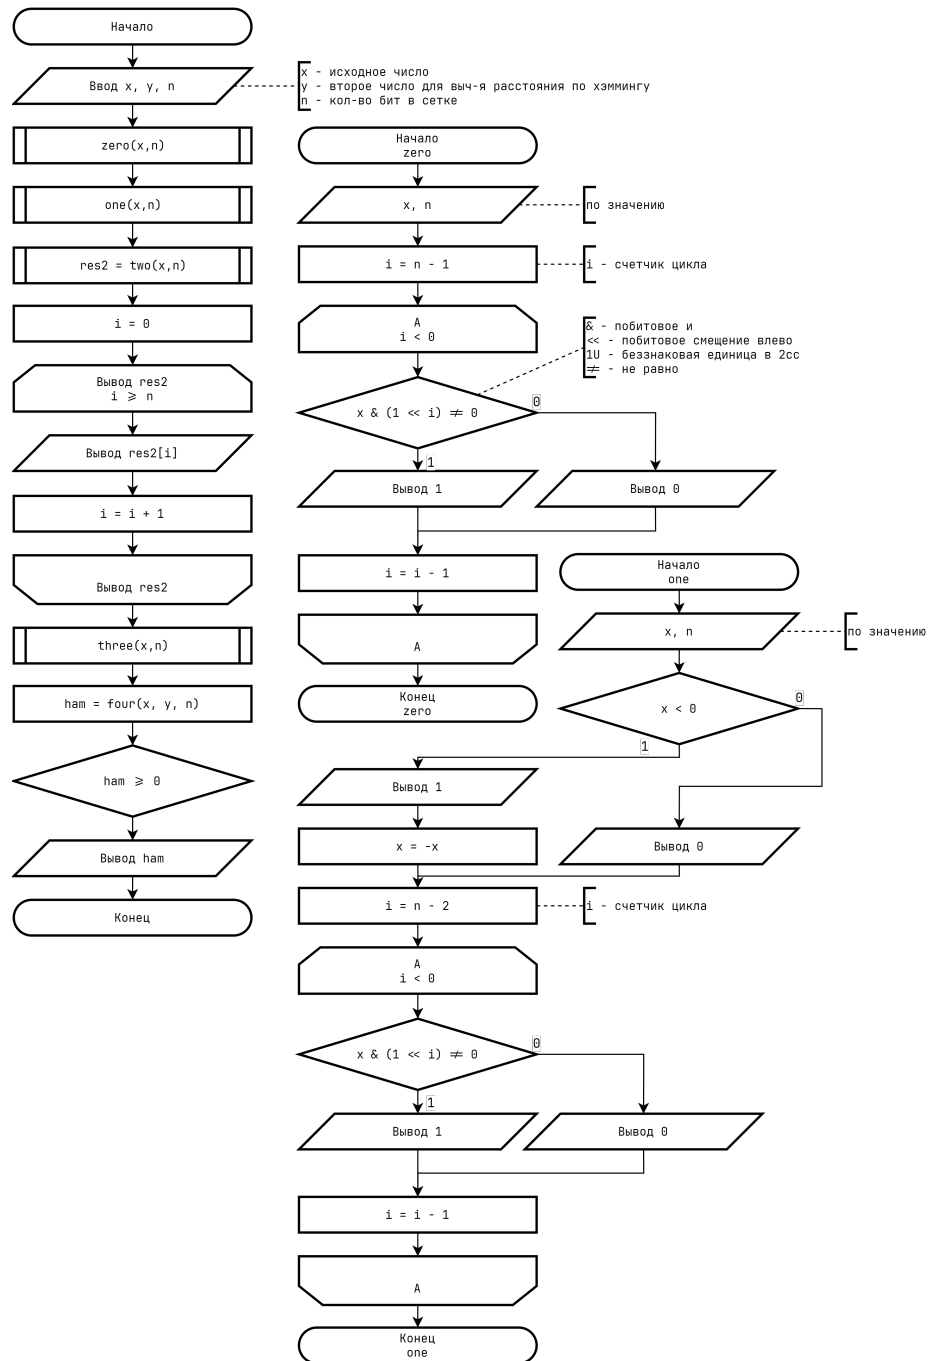 Начало
Ввод x, y, n
x - исходное число
y - второе число для выч-я расстояния по хэммингу
n - кол-во бит в сетке
zero(x,n)
one(x,n)
res2 = two(x,n)
i = 0
Вывод res2
i ⩾ n
Вывод res2[i]
i = i + 1
Вывод res2
three(x,n)
ham = four(x, y, n)
ham ⩾ 0
Вывод ham
Конец
Начало
zero
x, n
по значению
i = n - 1
i - счетчик цикла
A
i < 0
& - побитовое и
<< - побитовое смещение влево
1U - беззнаковая единица в 2сс
≠ - не равно
x & (1 << i) ≠ 0
0
1
Вывод 1
Вывод 0
i = i - 1
A
Конец
zero
Начало
one
x, n
по значению
x < 0
0
1
Вывод 1
x = -x
Вывод 0
i = n - 2
i - счетчик цикла
A
i < 0
x & (1 << i) ≠ 0
0
1
Вывод 1
Вывод 0
i = i - 1
A
Конец
one